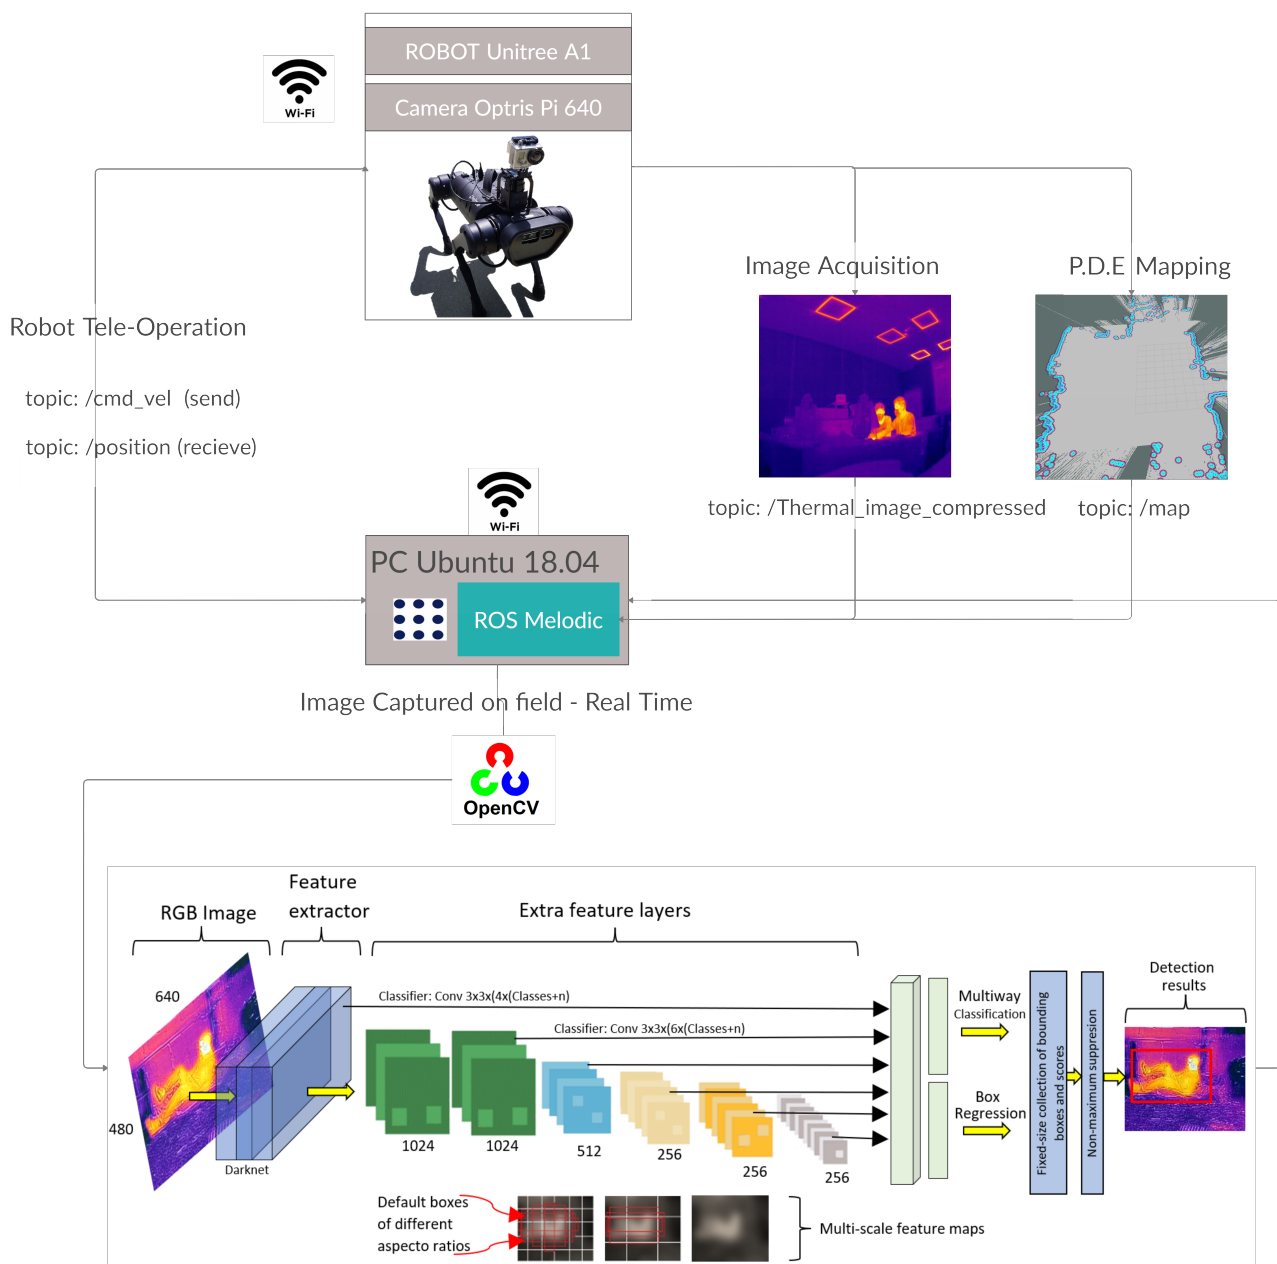 ROBOT Unitree A1
Wi-Fi
Camera Optris Pi 640
Image Acquisition
P.D.E Mapping
Robot Tele-Operation
topic: /cmd_vel (send)
topic: /position (recieve)
topic: /Thermal_image_compressed
topic: /map
Wi-Fi
PC Ubuntu 18.04
ROS Melodic
Image Captured on field - Real Time
OpenCV
Feature
extractor
RGB Image
Extra feature layers
Detection
results
640
Classifier: Conv 3x3x(4x(Classes+n)
Multiway
Classification
Classifier: Conv 3x3x(6x(Classes+n)
Box
Regression
Fixed-size collection of bounding
boxes and scores
Non-maximum suppresion
480
Darknet
1024
1024
512
256
256
256
Default boxes
of different
aspecto ratios
Multi-scale feature maps